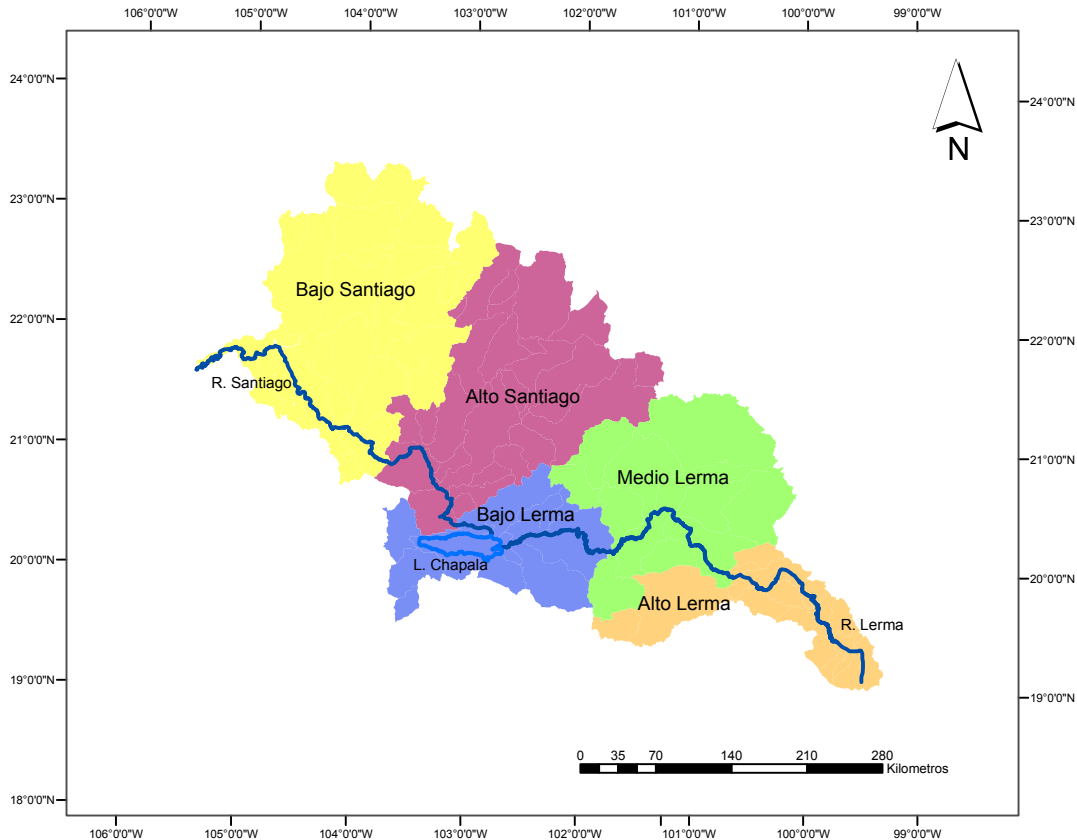 106°0'0"W 105°0'0"W 104°0'0"W 103°0'0"W 102°0'0"W 101°0'0"W 100°0'0"W 99°0'0"W
24°0'0"N
24°0'0"N
N
23°0'0"N
23°0'0"N
Bajo Santiago
22°0'0"N
22°0'0"N
R. Santiago
Alto Santiago
21°0'0"N
21°0'0"N
Medio Lerma
Bajo Lerma
20°0'0"N
L. Chapala
20°0'0"N
Alto Lerma
R. Lerma
19°0'0"N
19°0'0"N
0 35 70 140 210 280
Kilometros
18°0'0"N
106°0'0"W 105°0'0"W 104°0'0"W 103°0'0"W 102°0'0"W 101°0'0"W 100°0'0"W 99°0'0"W